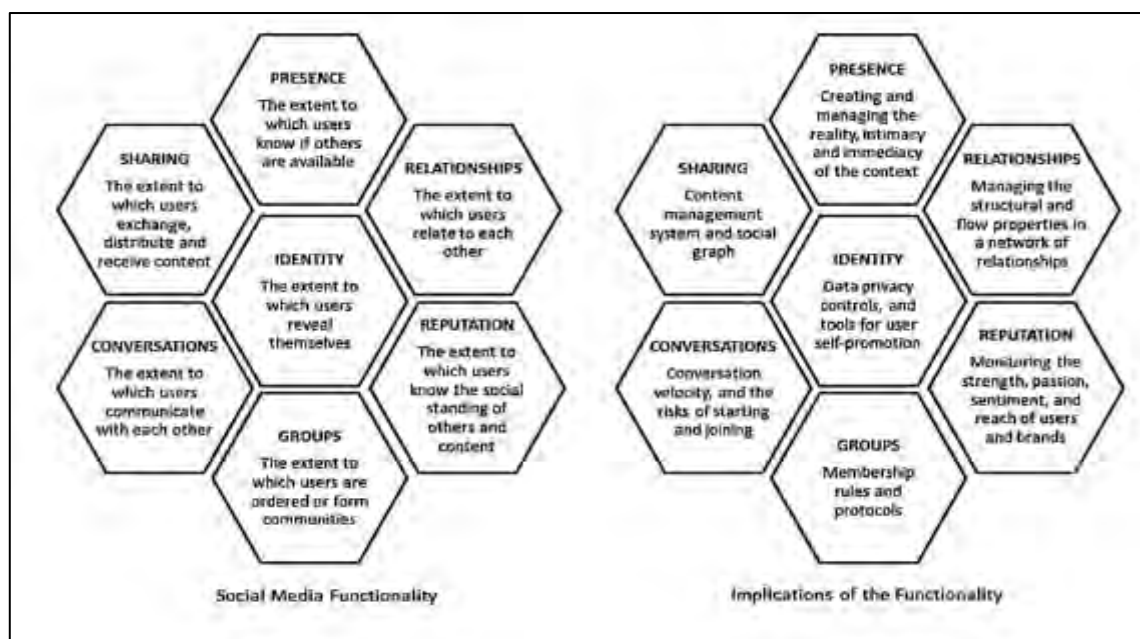 PRESENCE
The extent to
which users
know if others
are available
SHARING
The extent to
which users
exchange,
distribute and
receive content
RELATIONSHIPS
The extent to
which users
relate to each
other
IDENTITY
The extent to
which users
reveal
themselves
CONVERSATIONS
The extent to
which users
communicate
with each other
REPUTATION
The extent to
which users
know the social
standing of
others and
content
GROUPS
The extent to
which users are
ordered or form
communities
Social Media Functionality
PRESENCE
Creating and
managing the
reality, intimacy
and immediacy
of the context
SHARING
Content
management
system and social
graph
RELATIONSHIPS
Managing the
structural and
flow properties in
a network of
relationships
IDENTITY
Data privacy
controls, and
tools for user
self-promotion
CONVERSATIONS
Conversation
velocity, and the
risks of starting
and joining
REPUTATION
Monitoring the
strength, passion,
sentiment, and
reach of users
and brands
GROUPS
Membership
rules and
protocols
Implications of the Functionality